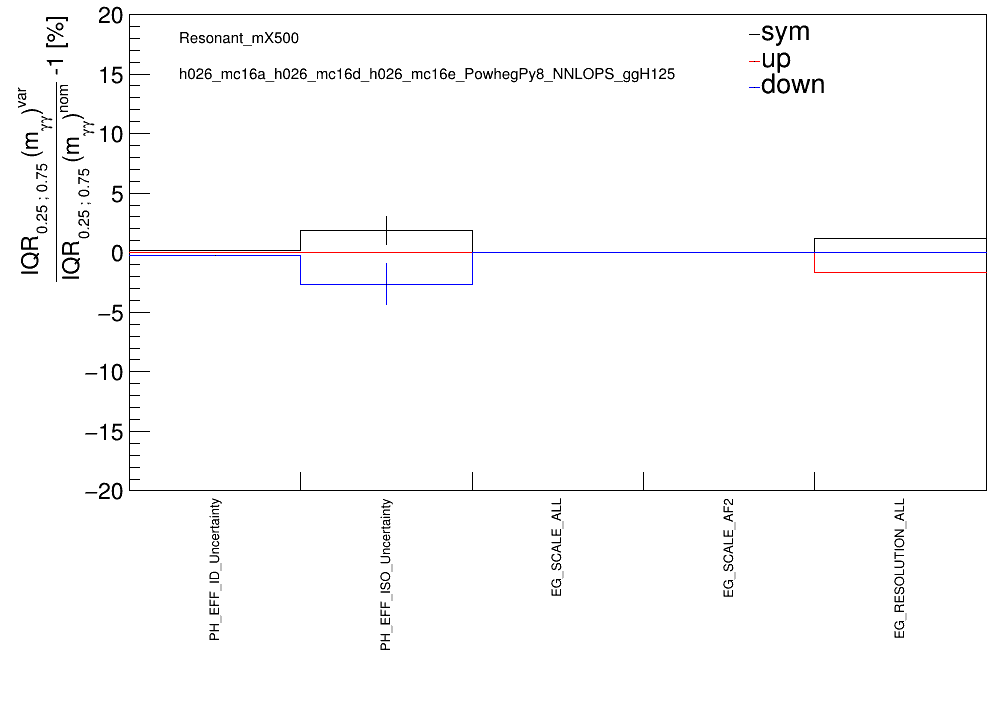 IQR0.25 ; 0.75 (mγγ)var
IQR0.25 ; 0.75 (mγγ)nom -1 [%]
20
15
10
5
0
−5
−10
−15
−20
Resonant_mX500
h026_mc16a_h026_mc16d_h026_mc16e_PowhegPy8_NNLOPS_ggH125
sym
up
down
PH_EFF_ID_Uncertainty
PH_EFF_ISO_Uncertainty
EG_SCALE_ALL
EG_SCALE_AF2
EG_RESOLUTION_ALL